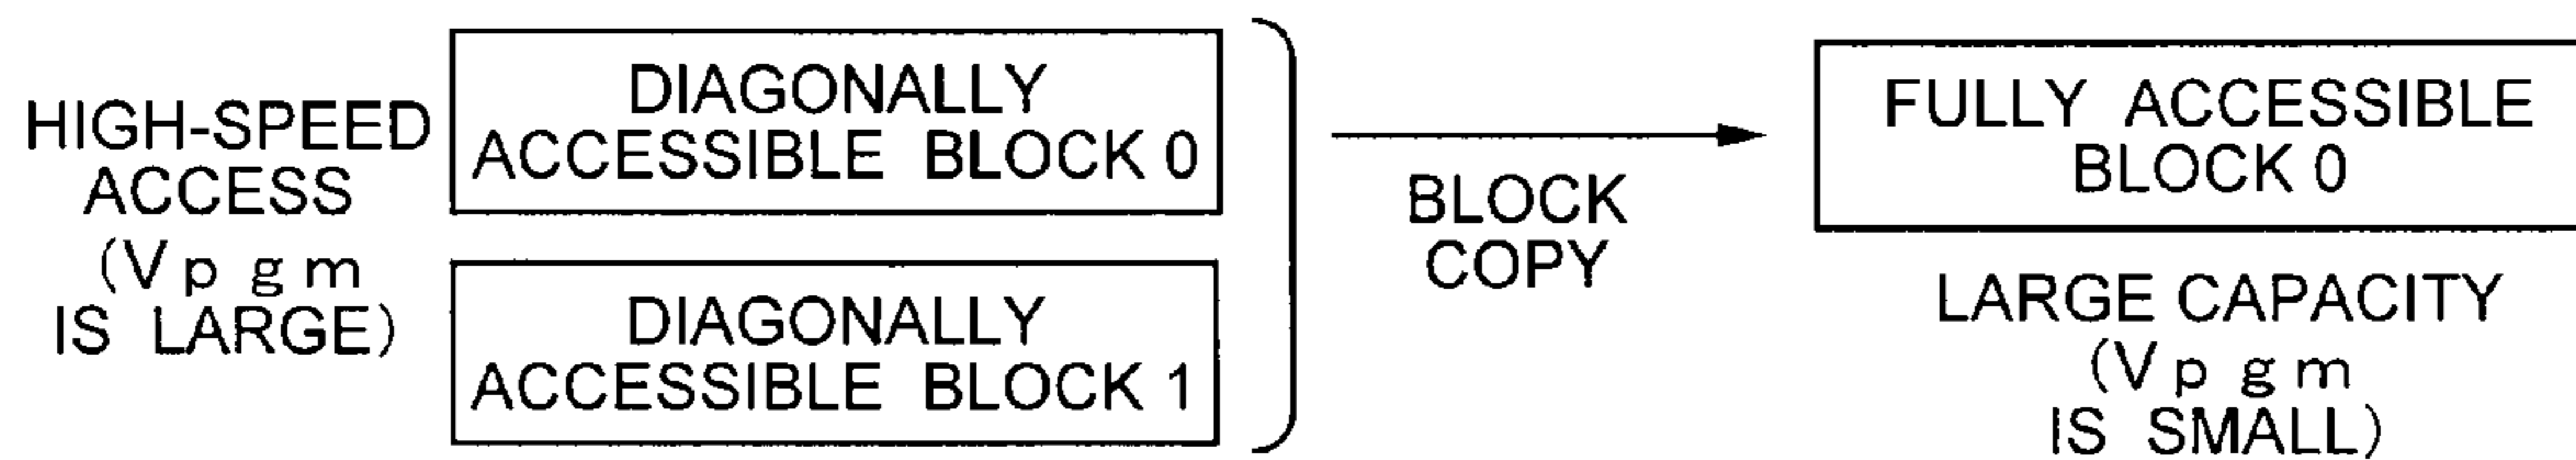 HIGH-SPEED
ACCESS
(Vpgm
IS LARGE)
DIAGONALLY
ACCESSIBLE BLOCK 0
DIAGONALLY
ACCESSIBLE BLOCK 1
BLOCK
COPY
FULLY ACCESSIBLE
BLOCK 0
LARGE CAPACITY
(Vpgm
IS SMALL)